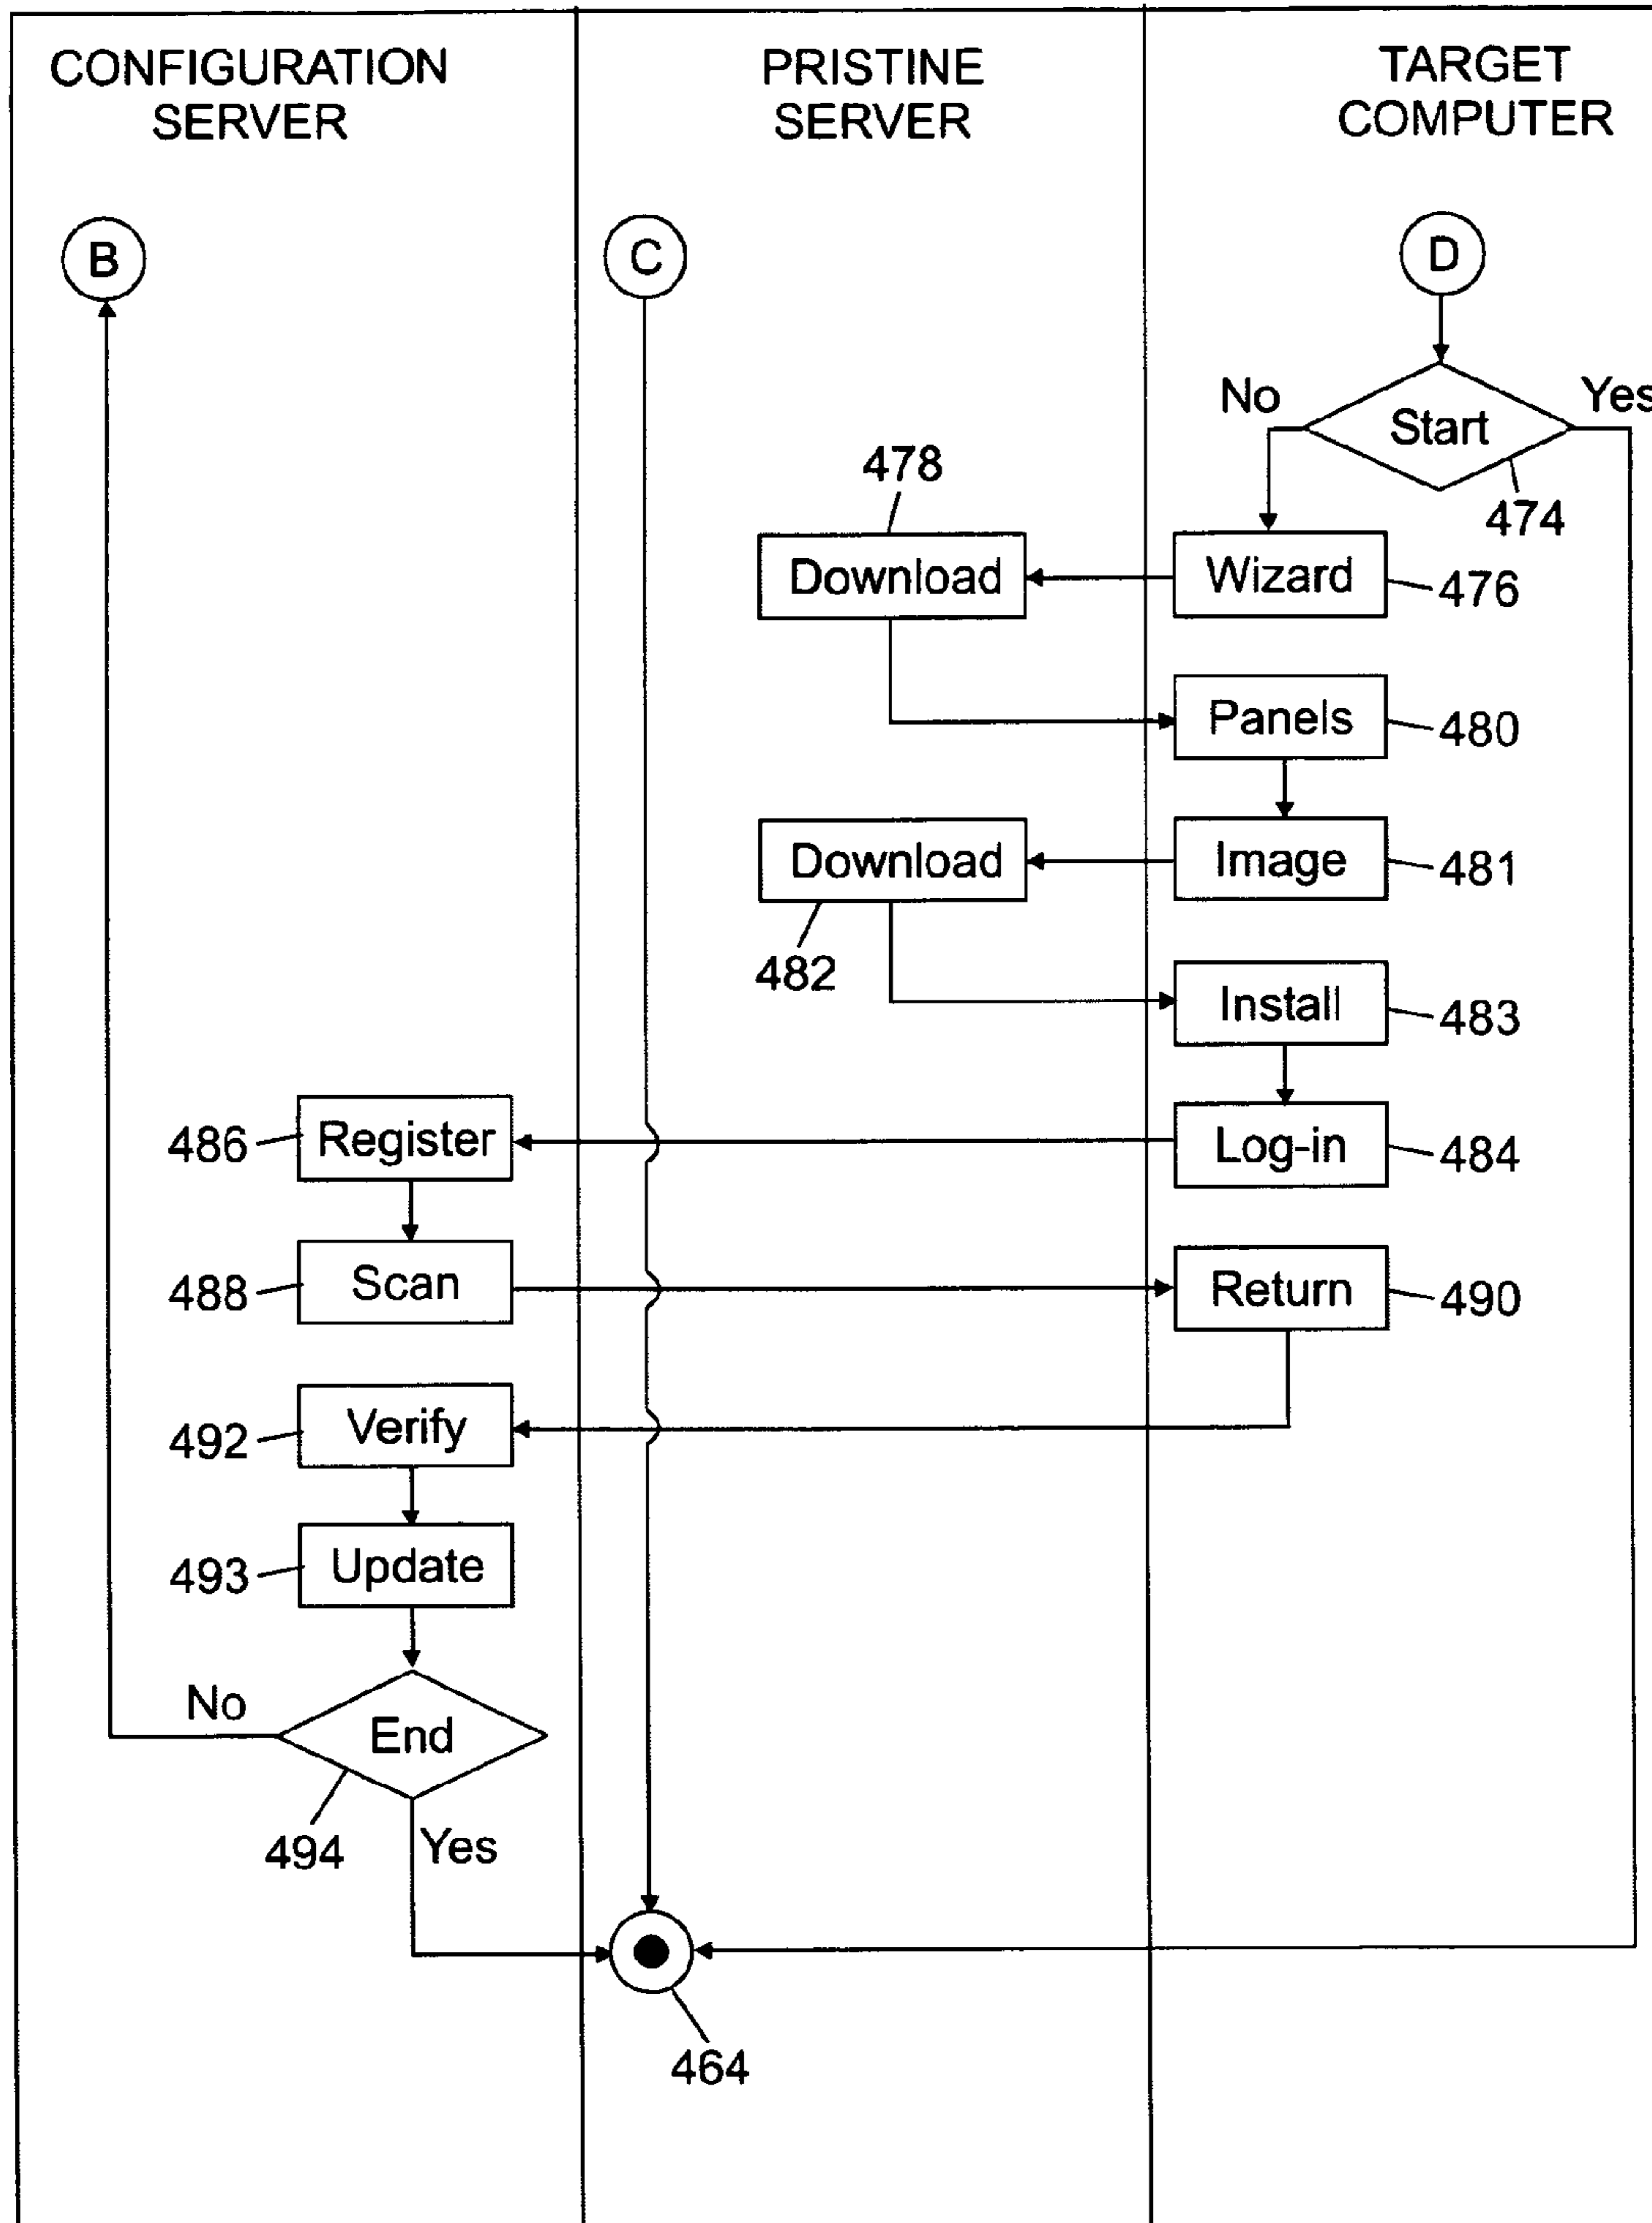 CONFIGURATION
SERVER
PRISTINE
SERVER
TARGET
COMPUTER
B
C
D
No
Yes
Start
474
478
Download
Wizard
476
Panels
480
Download
Image
481
482
Install
483
486
Register
Log-in
484
488
Scan
Return
490
492
Verify
493
Update
No
End
494
Yes
464